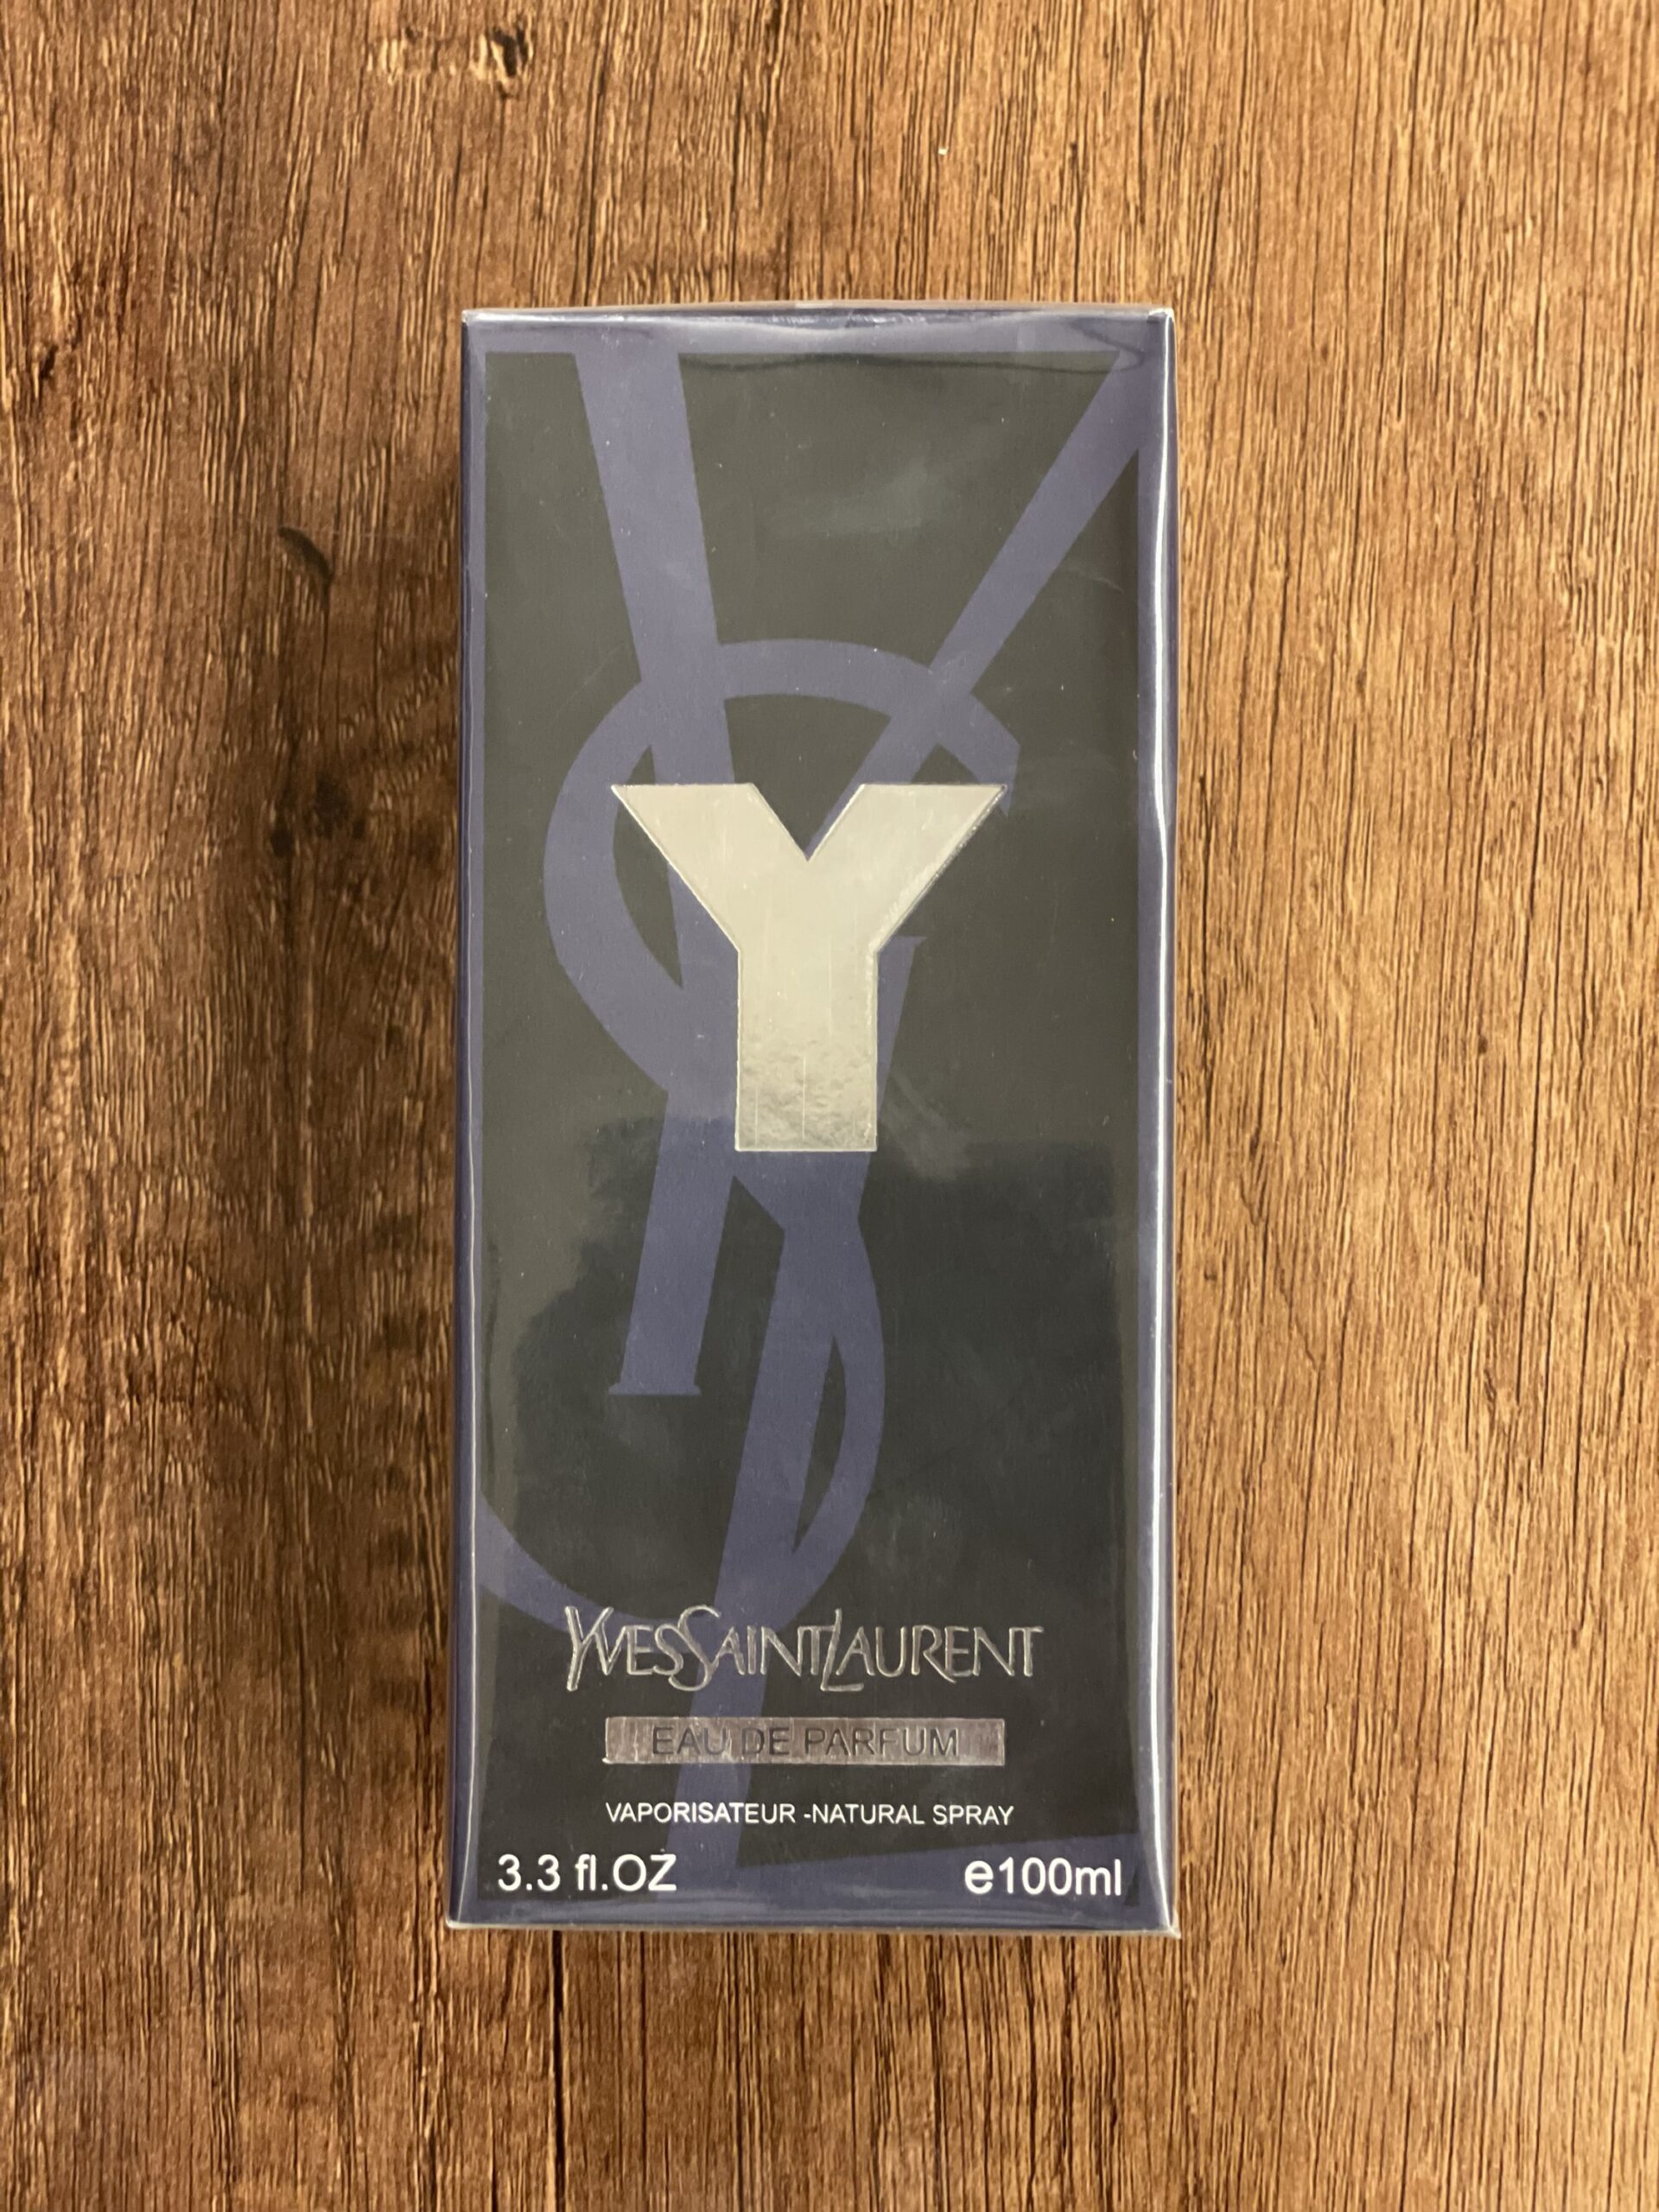 Y
YVESSAINTLAURENT
EAU DE PARFUM
VAPORISATEUR -NATURAL SPRAY
3.3 fl.OZ e100ml